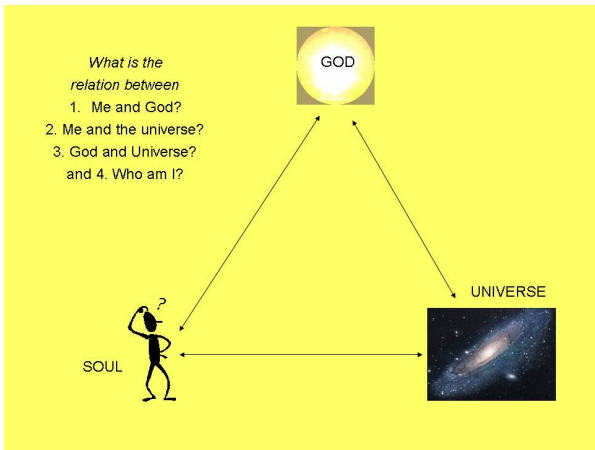 What is the
relation between
1. Me and God?
2. Me and the universe?
3. God and Universe?
and 4. Who am I?
GOD
UNIVERSE
?
SOUL